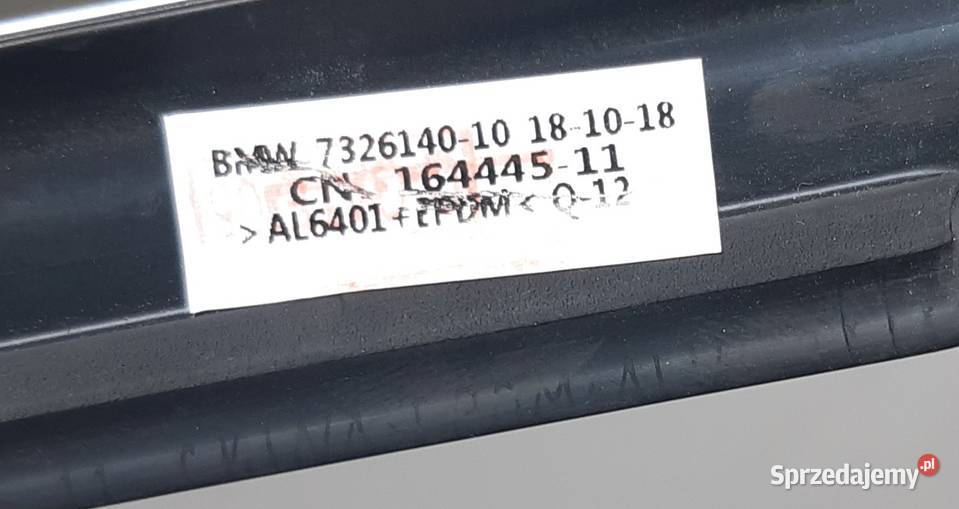 BMW 7326140-10 18-10-18
CN 164445-11
>AL6401+EPDM< Q-12
Sprzedajemy.pl